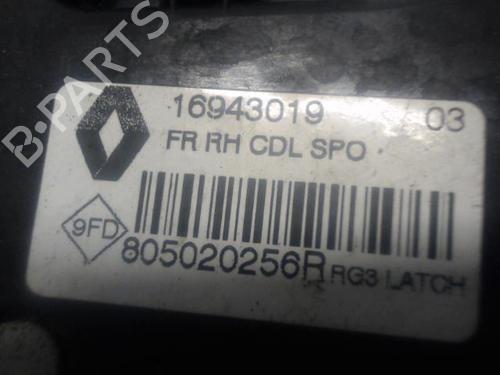 B-PARTS
16943019 03
FR RH CDL SPO
9FD
805020256R RG3 LATCH